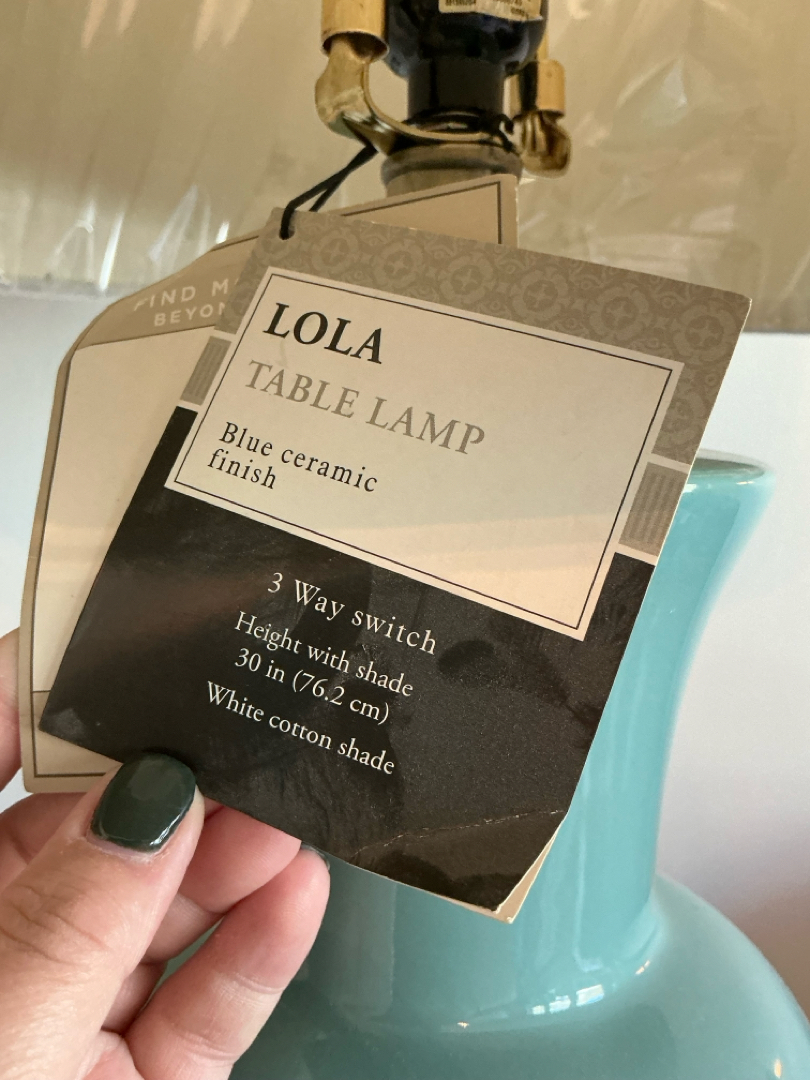 FIND
BEYON
LOLA
TABLE LAMP
Blue ceramic
finish
3 Way switch
Height with shade
30 in (76.2 cm)
White cotton shade